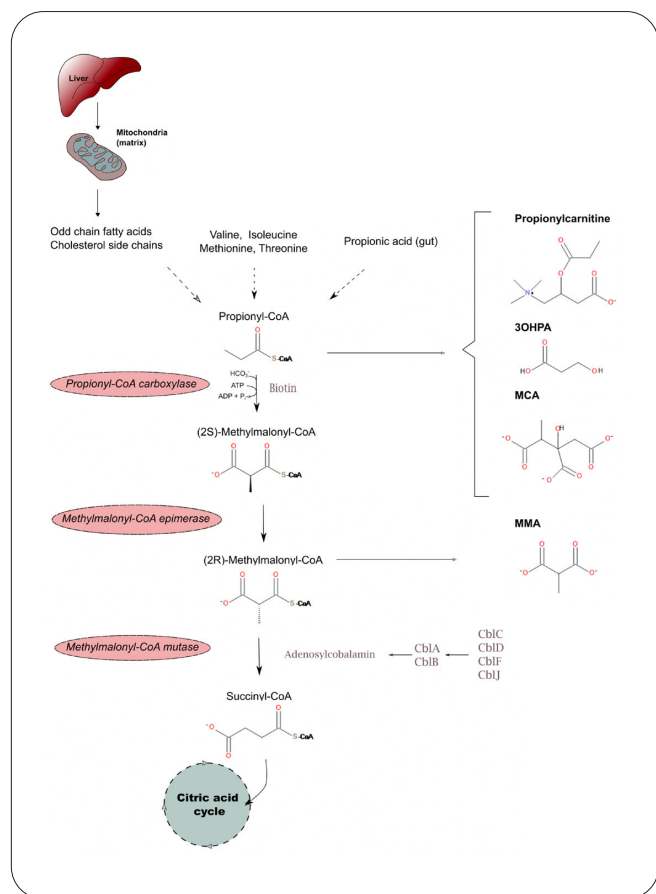 Liver
Mitochondria
(matrix)
Odd chain fatty acids
Cholesterol side chains
Valine, Isoleucine
Methionine, Threonine
Propionic acid (gut)
Propionyl-CoA
O
S-CoA
Propionyl-CoA carboxylase
HCO₃⁻
ATP
ADP + Pᵢ
Biotin
(2S)-Methylmalonyl-CoA
O
O
⁻O
S-CoA
Methylmalonyl-CoA epimerase
(2R)-Methylmalonyl-CoA
O
O
⁻O
S-CoA
Methylmalonyl-CoA mutase
Adenosylcobalamin
CblA
CblB
CblC
CblD
CblF
CblJ
Succinyl-CoA
O
⁻O
S-CoA
O
Citric acid
cycle
Propionylcarnitine
O
O
O
N⁺
O⁻
3OHPA
O
HO
OH
MCA
OH
O
⁻O
O⁻
O
⁻O
O
MMA
O
O
⁻O
O⁻